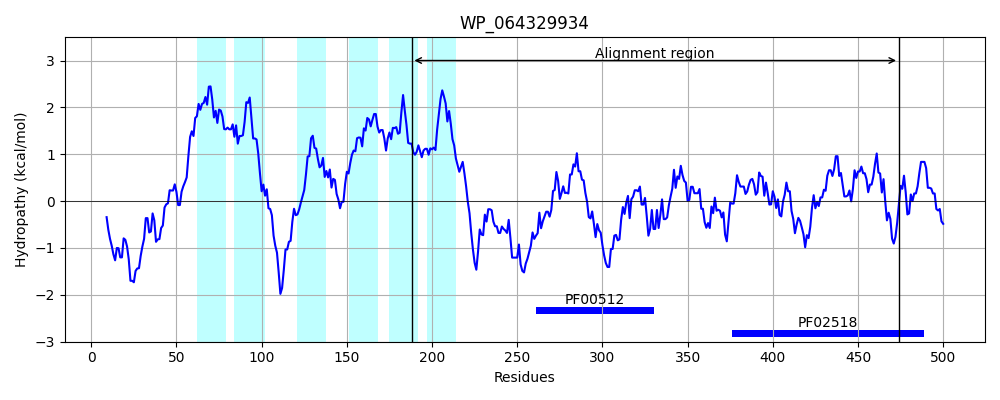 WP_064329934
Hydropathy (kcal/mol)
3
2
1
0
−1
−2
−3
Alignment region
PF00512
PF02518
0 50 100 150 200 250 300 350 400 450 500
Residues